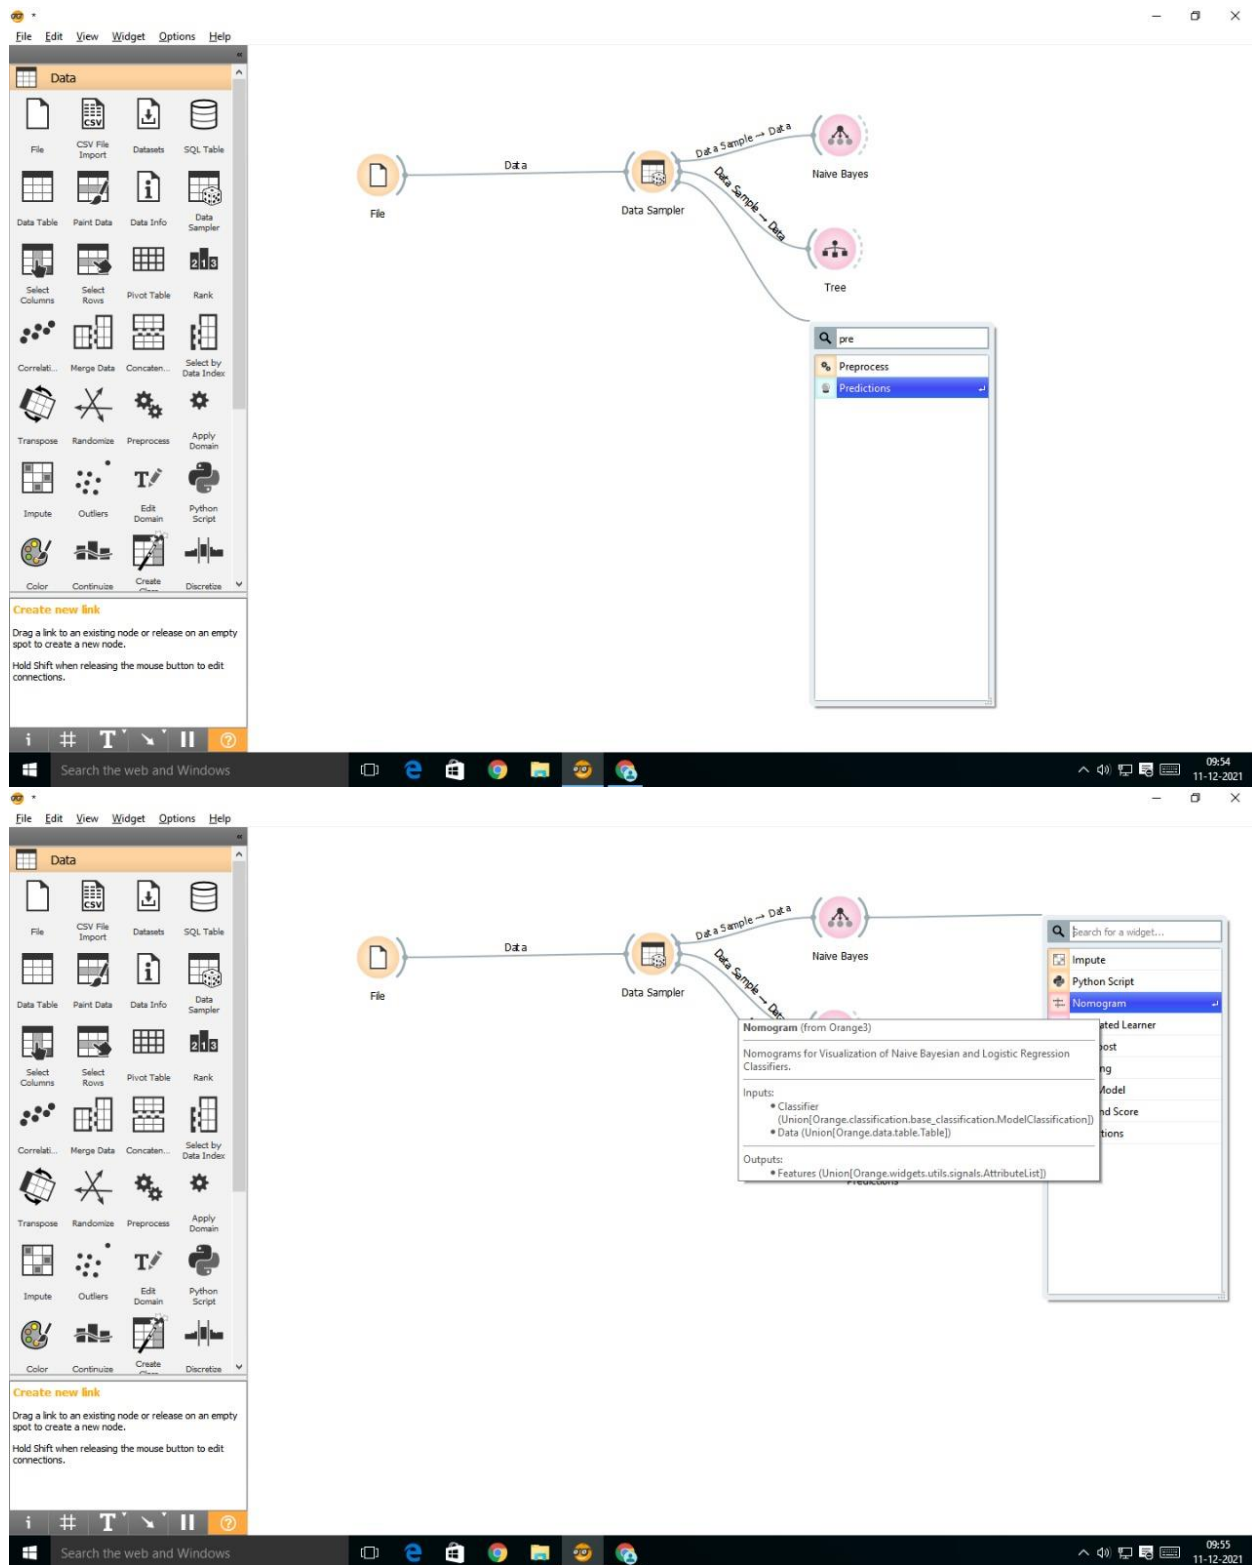 *
File Edit View Widget Options Help
Data
File
CSV File Import
Datasets
SQL Table
Data Table
Paint Data
Data Info
Data Sampler
Select Columns
Select Rows
Pivot Table
Rank
Correlati...
Merge Data
Concaten...
Select by Data Index
Transpose
Randomize
Preprocess
Apply Domain
Impute
Outliers
Edit Domain
Python Script
Color
Continuize
Create
Discretize
Create new link
Drag a link to an existing node or release on an empty
spot to create a new node.
Hold Shift when releasing the mouse button to edit
connections.
File
Data
Data Sampler
Data Sample → Data
Naive Bayes
Data Sample → Data
Tree
pre
Preprocess
Predictions
Search the web and Windows
09:54
11-12-2021
*
File Edit View Widget Options Help
Data
File
CSV File Import
Datasets
SQL Table
Data Table
Paint Data
Data Info
Data Sampler
Select Columns
Select Rows
Pivot Table
Rank
Correlati...
Merge Data
Concaten...
Select by Data Index
Transpose
Randomize
Preprocess
Apply Domain
Impute
Outliers
Edit Domain
Python Script
Color
Continuize
Create
Discretize
Create new link
Drag a link to an existing node or release on an empty
spot to create a new node.
Hold Shift when releasing the mouse button to edit
connections.
File
Data
Data Sampler
Data Sample → Data
Naive Bayes
Data Sample → Dat
Search for a widget...
Impute
Python Script
Nomogram
ated Learner
ost
ng
Model
nd Score
tions
Nomogram (from Orange3)
Nomograms for Visualization of Naive Bayesian and Logistic Regression
Classifiers.
Inputs:
• Classifier
(Union[Orange.classification.base_classification.ModelClassification])
• Data (Union[Orange.data.table.Table])
Outputs:
• Features (Union[Orange.widgets.utils.signals.AttributeList])
Predictions
Search the web and Windows
09:55
11-12-2021